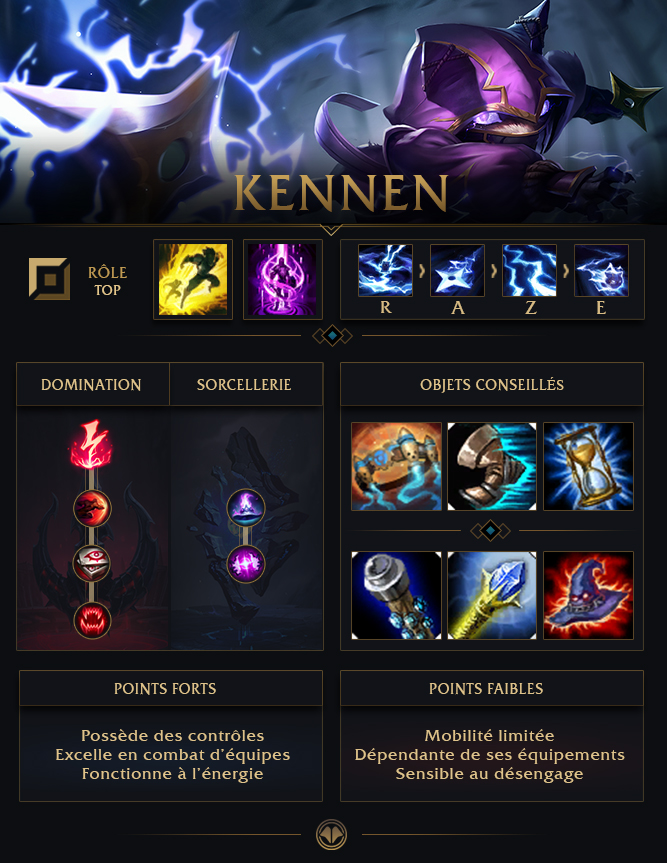 KENNEN
RÔLE
TOP
R
A
Z
E
DOMINATION
SORCELLERIE
OBJETS CONSEILLÉS
POINTS FORTS
Possède des contrôles
Excelle en combat d'équipes
Fonctionne à l'énergie
POINTS FAIBLES
Mobilité limitée
Dépendante de ses équipements
Sensible au désengage